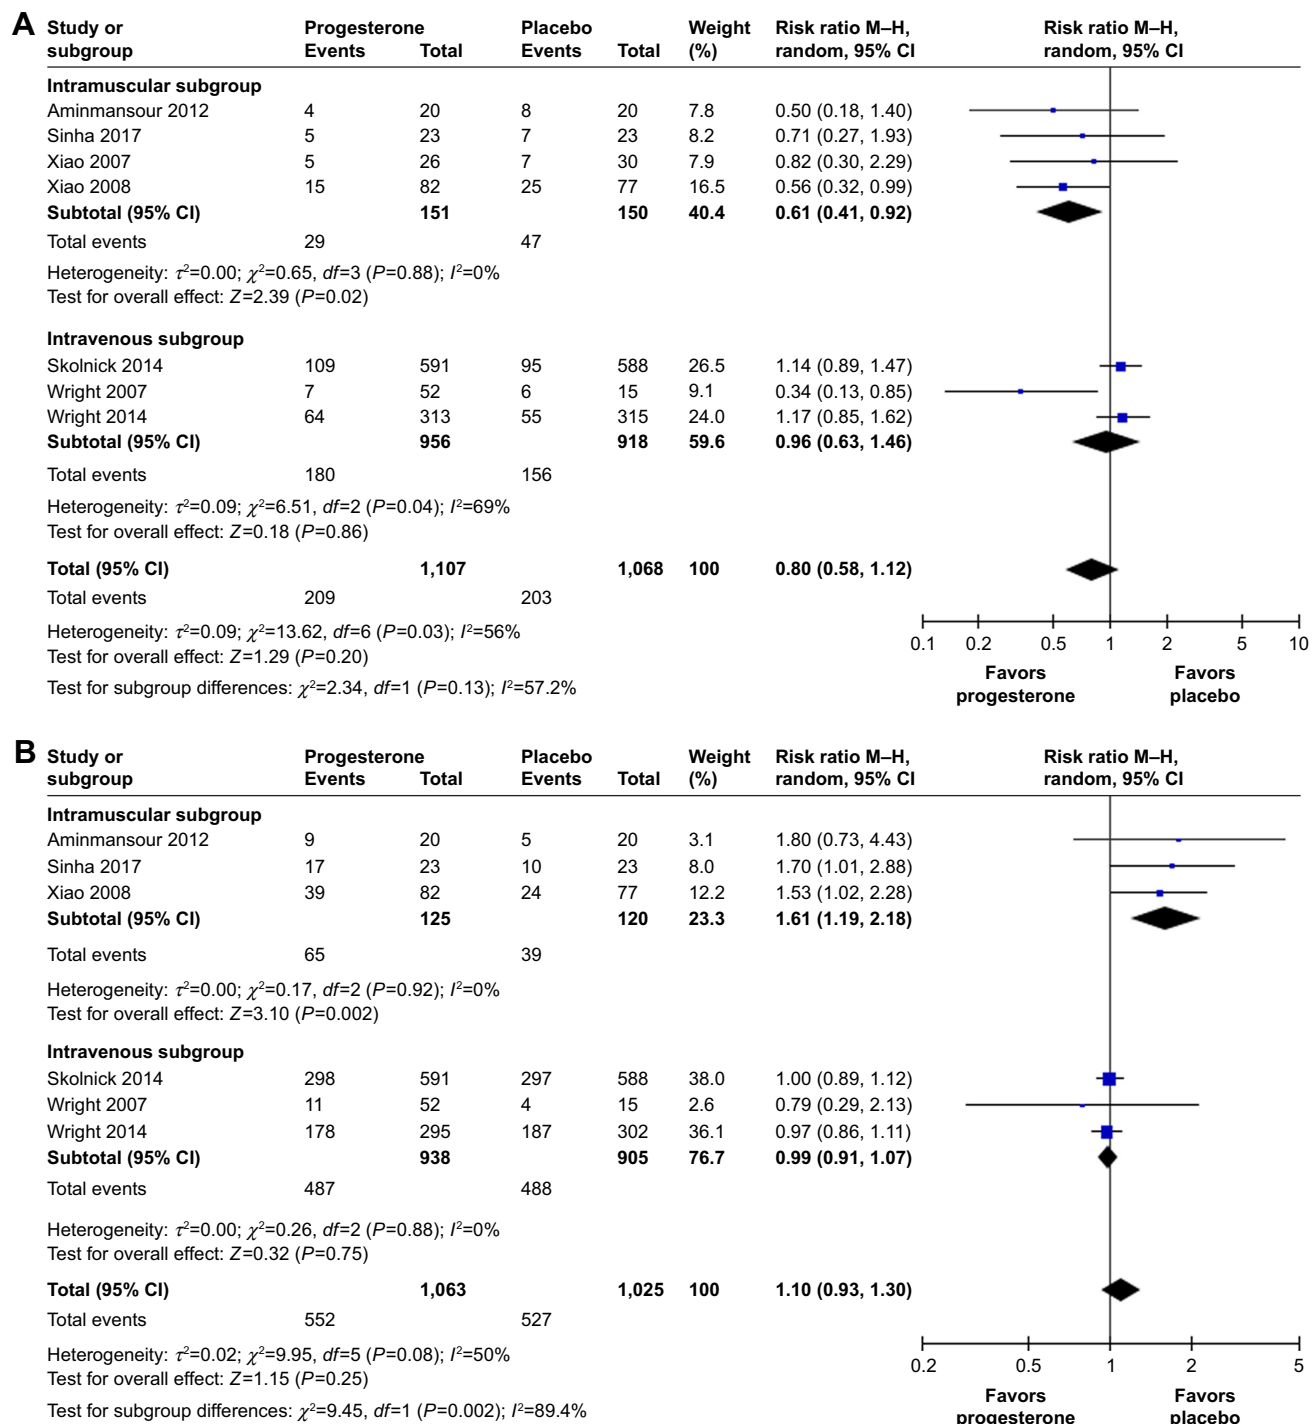 A Study or subgroup Progesterone Events Total Placebo Events Total Weight (%) Risk ratio M–H, random, 95% CI Risk ratio M–H, random, 95% CI
Intramuscular subgroup
Aminmansour 2012 4 20 8 20 7.8 0.50 (0.18, 1.40)
Sinha 2017 5 23 7 23 8.2 0.71 (0.27, 1.93)
Xiao 2007 5 26 7 30 7.9 0.82 (0.30, 2.29)
Xiao 2008 15 82 25 77 16.5 0.56 (0.32, 0.99)
Subtotal (95% CI) 151 150 40.4 0.61 (0.41, 0.92)
Total events 29 47
Heterogeneity: τ²=0.00; χ²=0.65, df=3 (P=0.88); I²=0%
Test for overall effect: Z=2.39 (P=0.02)
Intravenous subgroup
Skolnick 2014 109 591 95 588 26.5 1.14 (0.89, 1.47)
Wright 2007 7 52 6 15 9.1 0.34 (0.13, 0.85)
Wright 2014 64 313 55 315 24.0 1.17 (0.85, 1.62)
Subtotal (95% CI) 956 918 59.6 0.96 (0.63, 1.46)
Total events 180 156
Heterogeneity: τ²=0.09; χ²=6.51, df=2 (P=0.04); I²=69%
Test for overall effect: Z=0.18 (P=0.86)
Total (95% CI) 1,107 1,068 100 0.80 (0.58, 1.12)
Total events 209 203
Heterogeneity: τ²=0.09; χ²=13.62, df=6 (P=0.03); I²=56%
Test for overall effect: Z=1.29 (P=0.20)
Test for subgroup differences: χ²=2.34, df=1 (P=0.13); I²=57.2%
0.1 0.2 0.5 1 2 5 10
Favors progesterone Favors placebo
B Study or subgroup Progesterone Events Total Placebo Events Total Weight (%) Risk ratio M–H, random, 95% CI Risk ratio M–H, random, 95% CI
Intramuscular subgroup
Aminmansour 2012 9 20 5 20 3.1 1.80 (0.73, 4.43)
Sinha 2017 17 23 10 23 8.0 1.70 (1.01, 2.88)
Xiao 2008 39 82 24 77 12.2 1.53 (1.02, 2.28)
Subtotal (95% CI) 125 120 23.3 1.61 (1.19, 2.18)
Total events 65 39
Heterogeneity: τ²=0.00; χ²=0.17, df=2 (P=0.92); I²=0%
Test for overall effect: Z=3.10 (P=0.002)
Intravenous subgroup
Skolnick 2014 298 591 297 588 38.0 1.00 (0.89, 1.12)
Wright 2007 11 52 4 15 2.6 0.79 (0.29, 2.13)
Wright 2014 178 295 187 302 36.1 0.97 (0.86, 1.11)
Subtotal (95% CI) 938 905 76.7 0.99 (0.91, 1.07)
Total events 487 488
Heterogeneity: τ²=0.00; χ²=0.26, df=2 (P=0.88); I²=0%
Test for overall effect: Z=0.32 (P=0.75)
Total (95% CI) 1,063 1,025 100 1.10 (0.93, 1.30)
Total events 552 527
Heterogeneity: τ²=0.02; χ²=9.95, df=5 (P=0.08); I²=50%
Test for overall effect: Z=1.15 (P=0.25)
Test for subgroup differences: χ²=9.45, df=1 (P=0.002); I²=89.4%
0.2 0.5 1 2 5
Favors progesterone Favors placebo